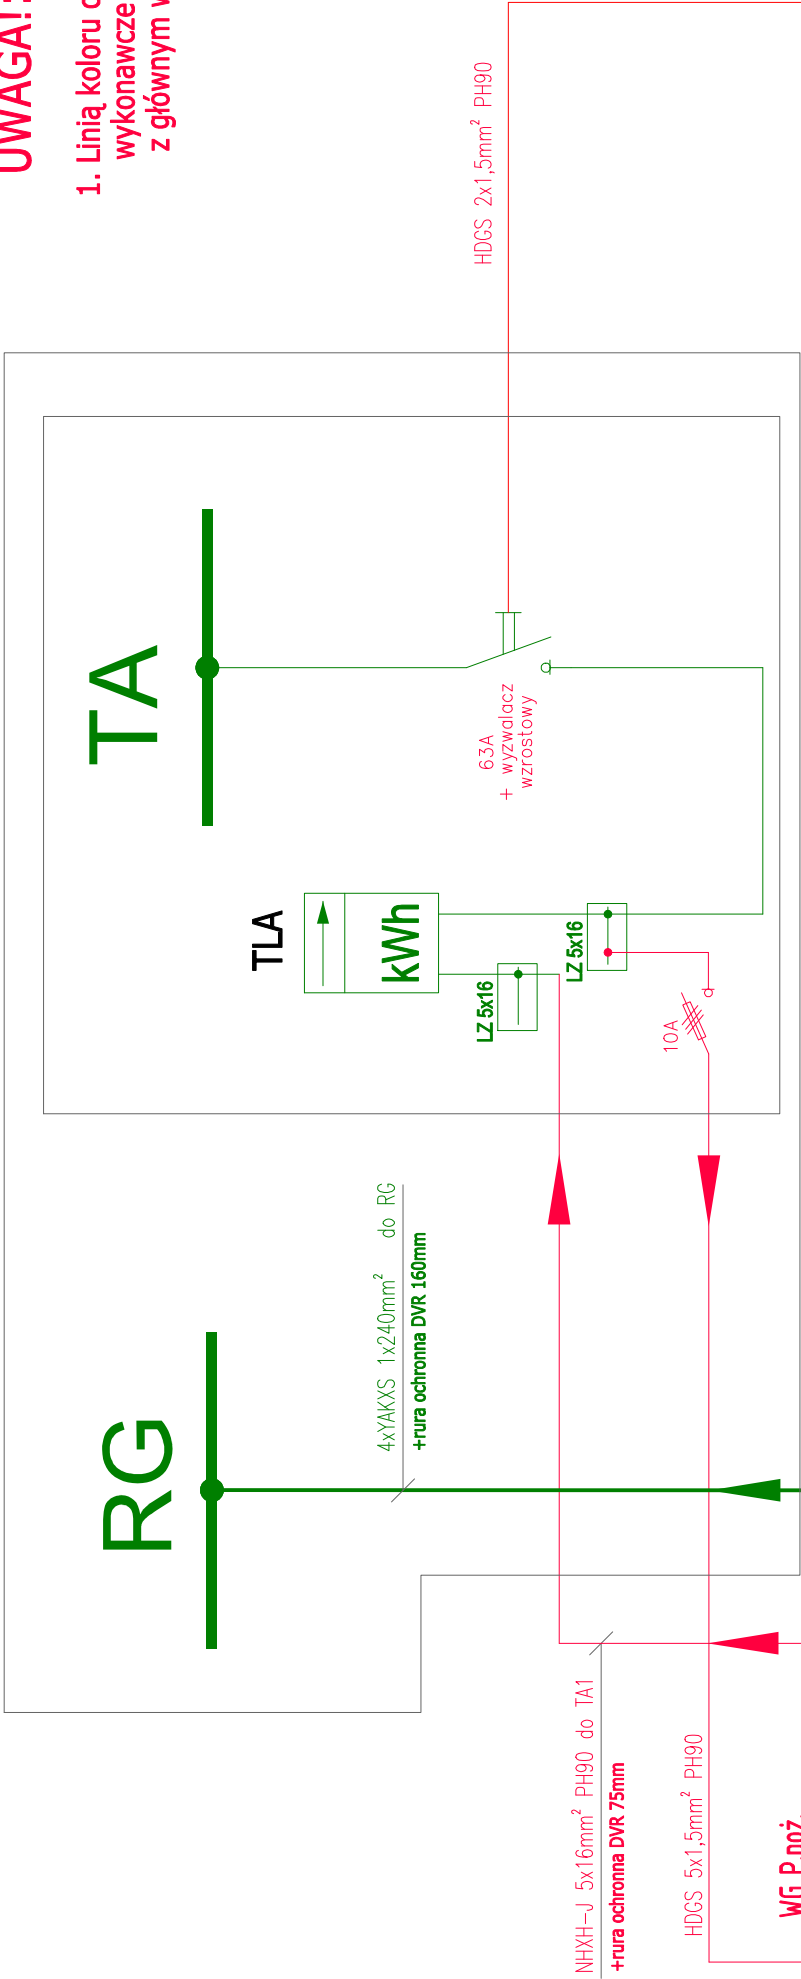 UWAGA!
1. Linią koloru
wykonawcze
z głównym
HDGS 2x1,5mm² PH90
TA
63A
+ wyzwalacz
wzrostowy
TLA
kWh
LZ 5x16
LZ 5x16
10A
4xYAKXS 1x240mm² do RG
+rura ochronna DVR 160mm
RG
NHXH-J 5x16mm² PH90 do TA1
+rura ochronna DVR 75mm
HDGS 5x1,5mm² PH90
WG P.poż.